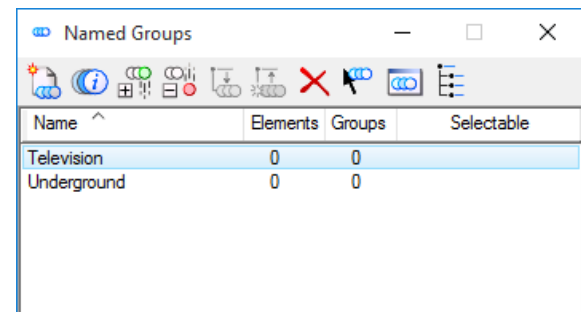 Named Groups
Name Elements Groups Selectable
Television 0 0
Underground 0 0